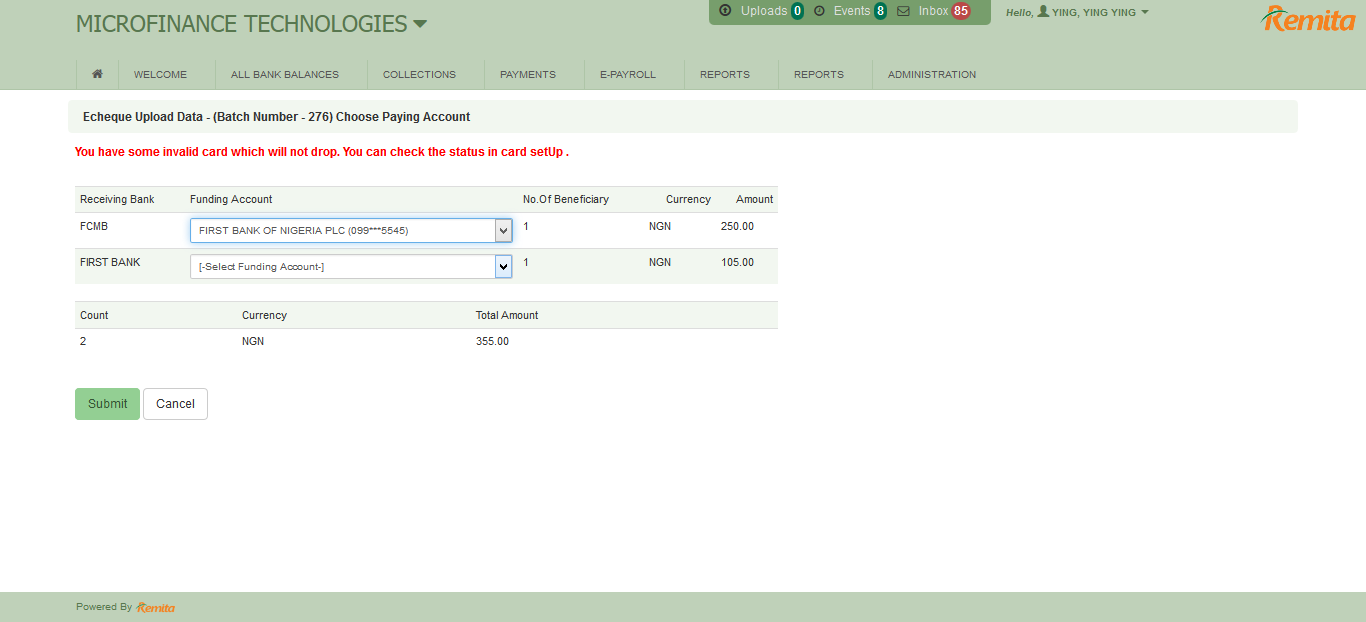 MICROFINANCE TECHNOLOGIES
Uploads 0 Events 8 Inbox 85
Hello, YING, YING YING
Remita
WELCOME ALL BANK BALANCES COLLECTIONS PAYMENTS E-PAYROLL REPORTS REPORTS ADMINISTRATION
Echeque Upload Data - (Batch Number - 276) Choose Paying Account
You have some invalid card which will not drop. You can check the status in card setUp .
Receiving Bank Funding Account No.Of Beneficiary Currency Amount
FCMB FIRST BANK OF NIGERIA PLC (099***5545) 1 NGN 250.00
FIRST BANK [-Select Funding Account-] 1 NGN 105.00
Count Currency Total Amount
2 NGN 355.00
Submit Cancel
Powered By Remita